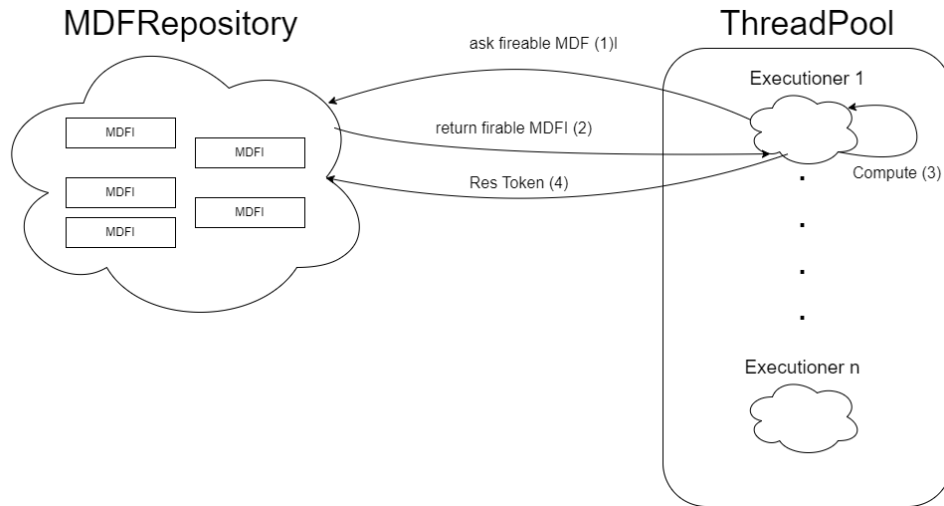 MDFRepository
ThreadPool
ask fireable MDF (1)l
Executioner 1
MDFI
return firable MDFI (2)
MDFI
Compute (3)
Res Token (4)
MDFI
MDFI
MDFI
Executioner n